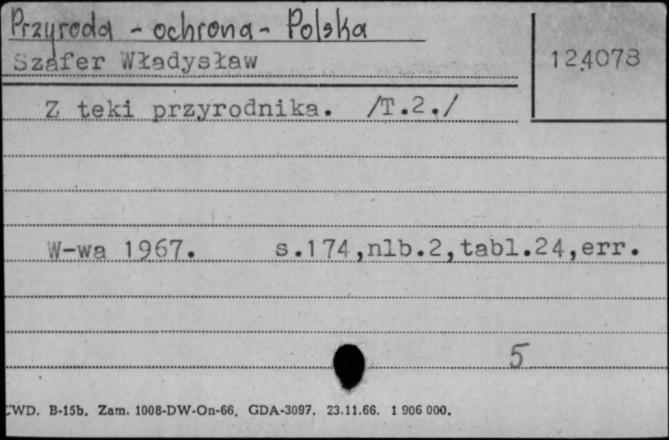 Przyroda - ochrona - Polska
Szafer Władysław
124078
Z teki przyrodnika. /T.2./
W-wa 1967. s.174,nlb.2,tabl.24,err.
5
CWD. B-15b. Zam. 1008-DW-On-66. GDA-3097. 23.11.66. 1 906 000.